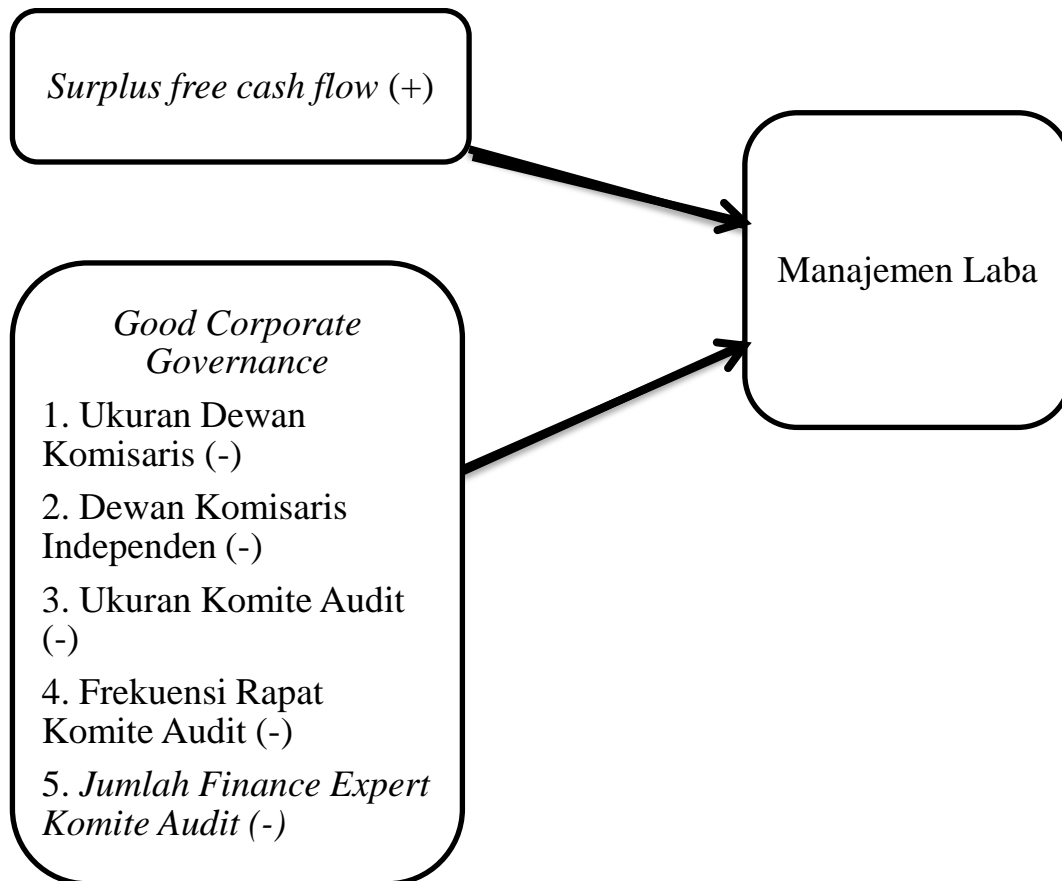 Surplus free cash flow (+)
Manajemen Laba
Good Corporate
Governance
1. Ukuran Dewan
Komisaris (-)
2. Dewan Komisaris
Independen (-)
3. Ukuran Komite Audit
(-)
4. Frekuensi Rapat
Komite Audit (-)
5. Jumlah Finance Expert
Komite Audit (-)